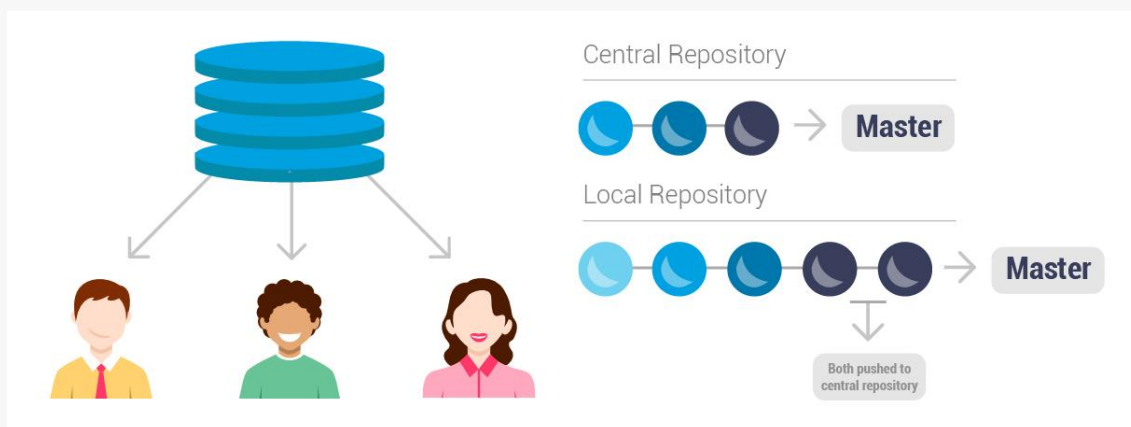 Central Repository
Master
Local Repository
Master
Both pushed to
central repository